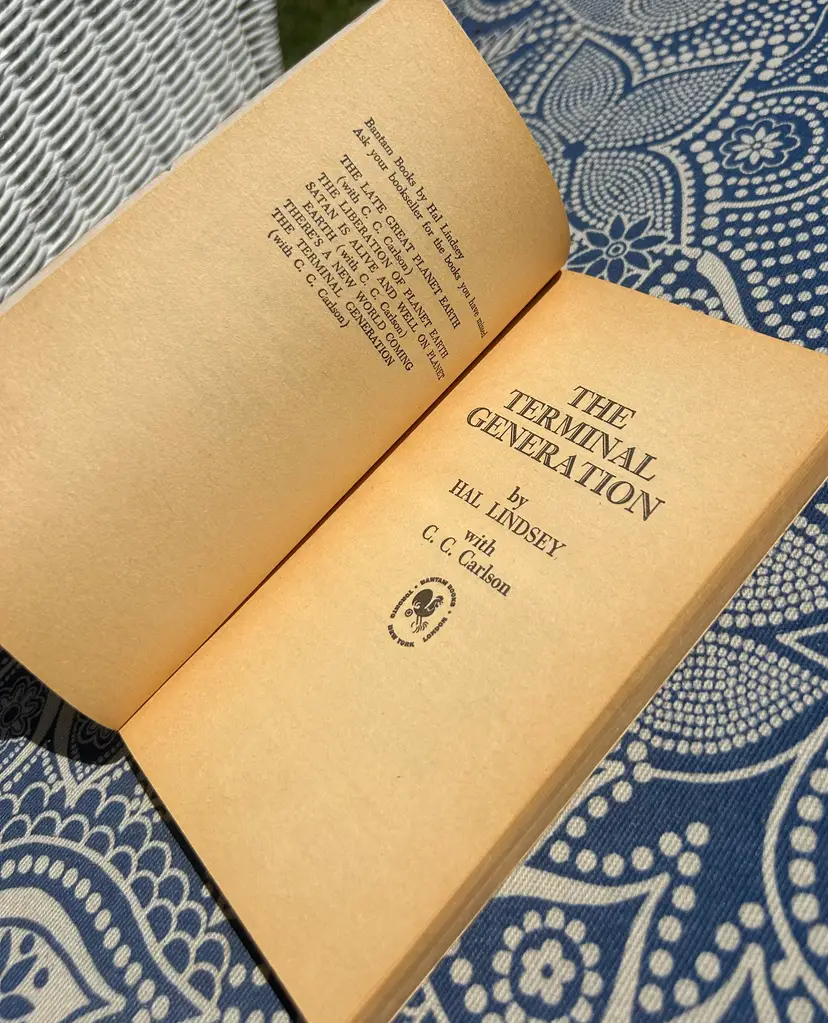 Bantam Books by Hal Lindsey
Ask your bookseller for the books you have missed
THE LATE GREAT PLANET EARTH
(with C. C. Carlson)
THE LIBERATION OF PLANET EARTH
SATAN IS ALIVE AND WELL ON PLANET
EARTH (with C. C. Carlson)
THERE'S A NEW WORLD COMING
THE TERMINAL GENERATION
(with C. C. Carlson)
THE
TERMINAL
GENERATION
by
HAL LINDSEY
with
C. C. Carlson
TORONTO • BANTAM BOOKS •
NEW YORK LONDON